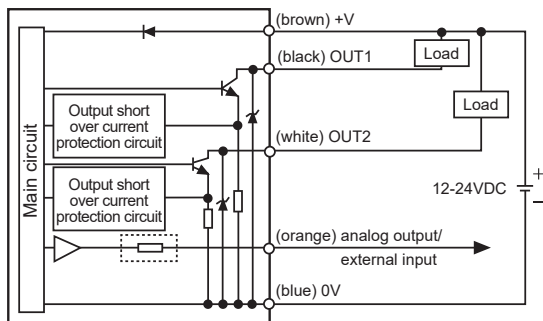 (brown) +V
(black) OUT1
Load
Output short
over current
protection circuit
Load
(white) OUT2
Main circuit
Output short
over current
protection circuit
12-24VDC
+
−
(orange) analog output/
external input
(blue) 0V